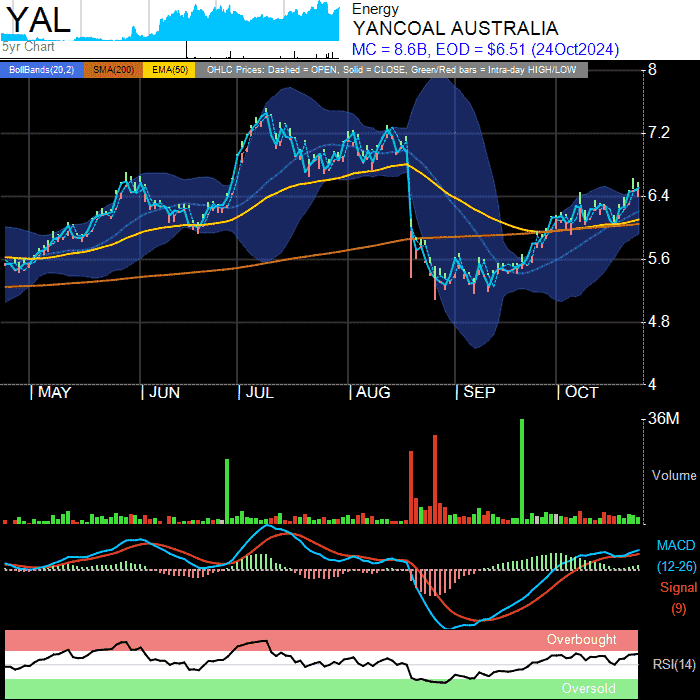 YAL
5yr Chart
Energy
YANCOAL AUSTRALIA
MC = 8.6B, EOD = $6.51 (24Oct2024)
BollBands(20,2) SMA(200) EMA(50) OHLC Prices: Dashed = OPEN, Solid = CLOSE, Green/Red bars = Intra-day HIGH/LOW
8
7.2
6.4
5.6
4.8
4
MAY JUN JUL AUG SEP OCT
36M
Volume
MACD
(12-26)
Signal
(9)
Overbought
RSI(14)
Oversold